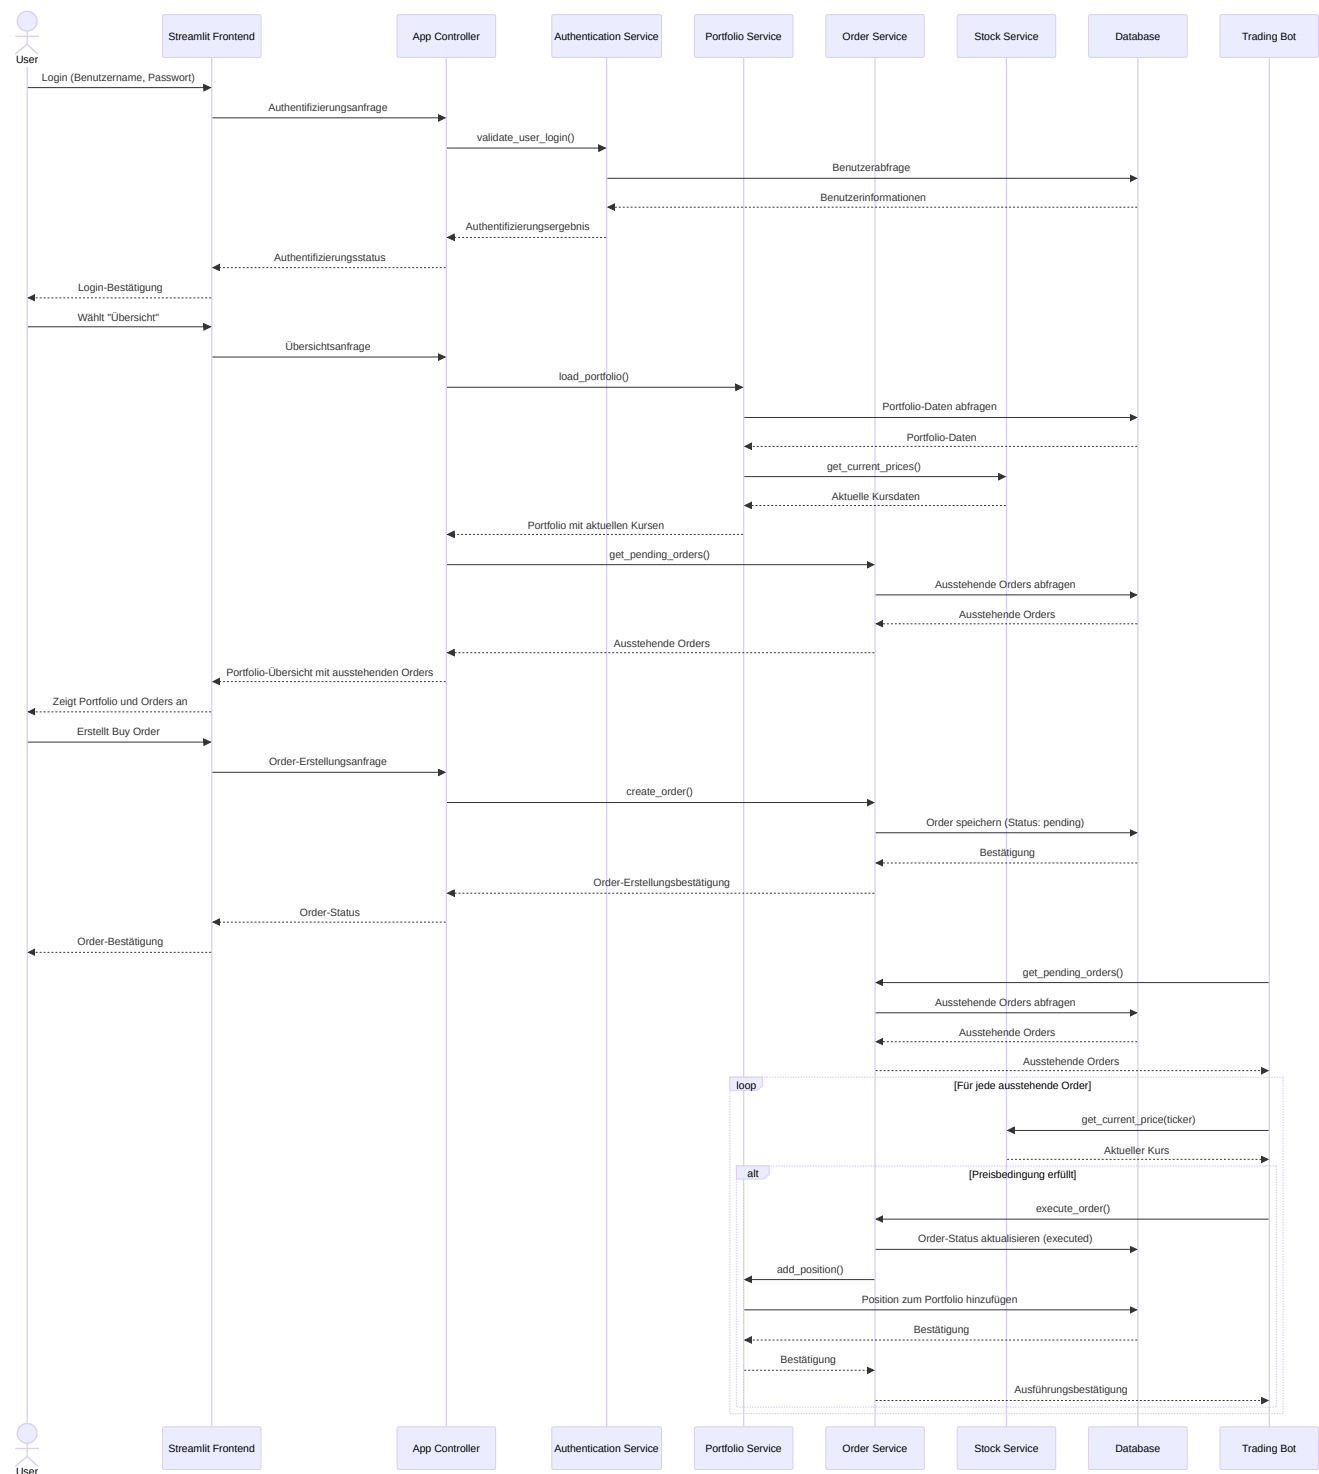 User
Streamlit Frontend
App Controller
Authentication Service
Portfolio Service
Order Service
Stock Service
Database
Trading Bot
Login (Benutzername, Passwort)
Authentifizierungsanfrage
validate_user_login()
Benutzerabfrage
Benutzerinformationen
Authentifizierungsergebnis
Authentifizierungsstatus
Login-Bestätigung
Wählt "Übersicht"
Übersichtsanfrage
load_portfolio()
Portfolio-Daten abfragen
Portfolio-Daten
get_current_prices()
Aktuelle Kursdaten
Portfolio mit aktuellen Kursen
get_pending_orders()
Ausstehende Orders abfragen
Ausstehende Orders
Ausstehende Orders
Portfolio-Übersicht mit ausstehenden Orders
Zeigt Portfolio und Orders an
Erstellt Buy Order
Order-Erstellungsanfrage
create_order()
Order speichern (Status: pending)
Bestätigung
Order-Erstellungsbestätigung
Order-Status
Order-Bestätigung
get_pending_orders()
Ausstehende Orders abfragen
Ausstehende Orders
Ausstehende Orders
loop
[Für jede ausstehende Order]
get_current_price(ticker)
Aktueller Kurs
alt
[Preisbedingung erfüllt]
execute_order()
Order-Status aktualisieren (executed)
add_position()
Position zum Portfolio hinzufügen
Bestätigung
Bestätigung
Ausführungsbestätigung
User
Streamlit Frontend
App Controller
Authentication Service
Portfolio Service
Order Service
Stock Service
Database
Trading Bot